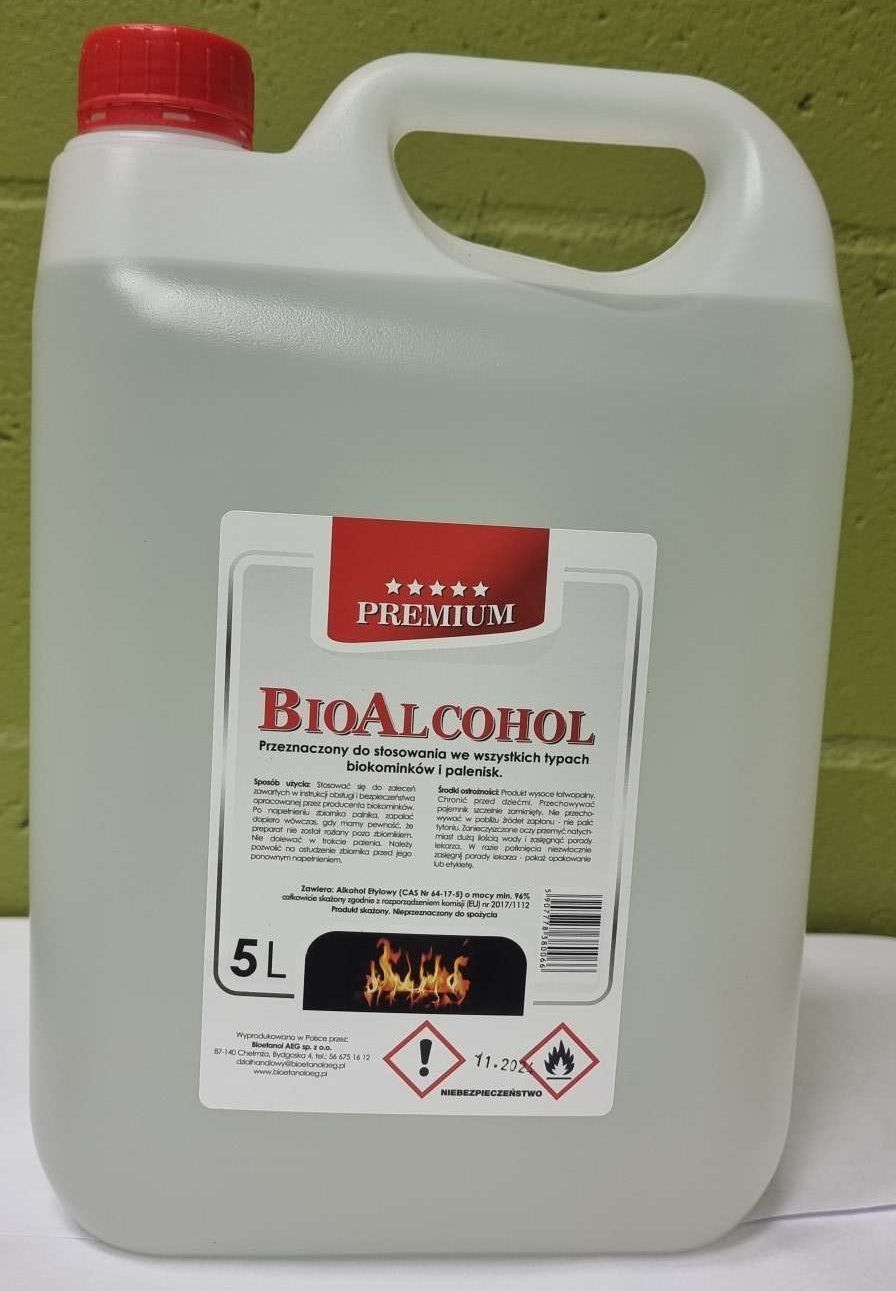 PREMIUM
BIOALCOHOL
Przeznaczony do stosowania we wszystkich typach
biokominków i palenisk.
Sposób użycia: Stosować się do zaleceń
zawartych w instrukcji obsługi i bezpieczeństwa
opracowanej przez producenta biokominków.
Po napełnieniu zbiornika palnika, zapalać
dopiero wówczas, gdy mamy pewność, że
preparat nie został rozlany poza zbiornikiem.
Nie dolewać w trakcie palenia. Należy
pozwolić na ostudzenie zbiornika przed jego
ponownym napełnieniem.
Środki ostrożności: Produkt wysoce łatwopalny.
Chronić przed dziećmi. Przechowywać
pojemnik szczelnie zamknięty. Nie przecho-
wywać w pobliżu źródeł zapłonu - nie palić
tytoniu. Zanieczyszczone oczy przemyć natych-
miast dużą ilością wody i zasięgnąć porady
lekarza. W razie połknięcia niezwłocznie
zasięgnij porady lekarza - pokaż opakowanie
lub etykietę.
Zawiera: Alkohol Etylowy (CAS Nr 64-17-5) o mocy min. 96%
całkowicie skażony zgodnie z rozporządzeniem komisji (EU) nr 2017/1112
Produkt skażony. Nieprzeznaczony do spożycia
5907778380066
5 L
Wyprodukowano w Polsce przez:
Bioetanol AEG sp. z o.o.
87-140 Chełmża, Bydgoska 4, tel.: 56 675 16 12
dzialhandlowy@bioetanolaeg.pl
www.bioetanolaeg.pl
11.202
NIEBEZPIECZEŃSTWO